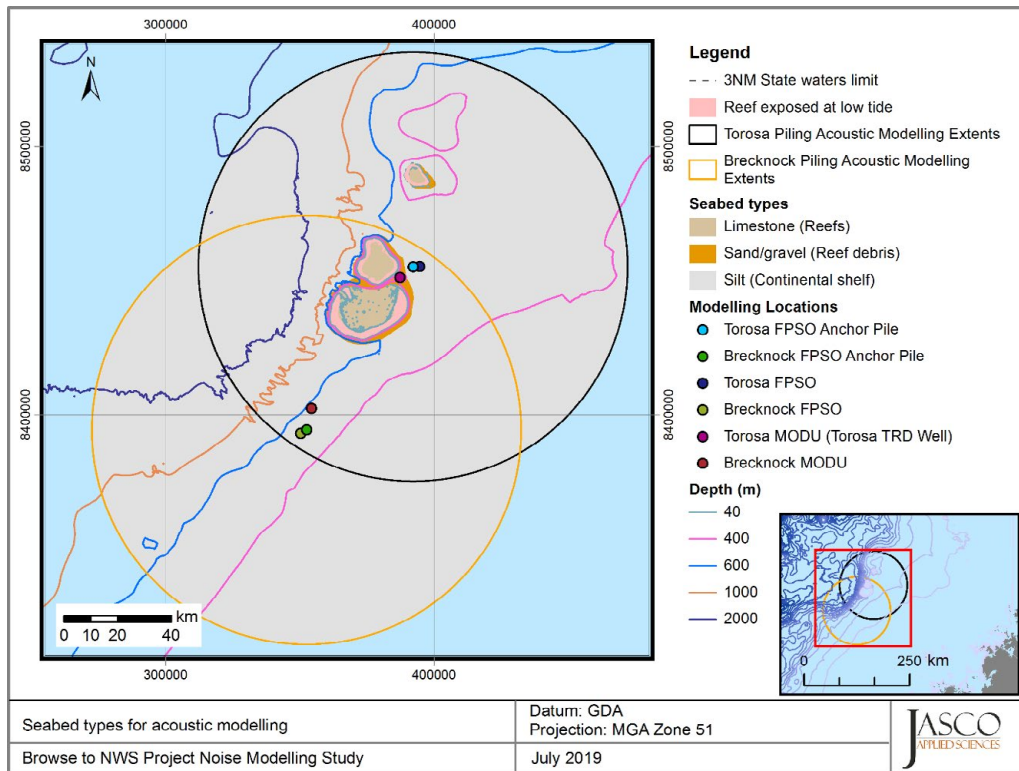 300000
400000
N
8500000
8500000
8400000
8400000
km
0 10 20 40
300000
400000
Legend
3NM State waters limit
Reef exposed at low tide
Torosa Piling Acoustic Modelling Extents
Brecknock Piling Acoustic Modelling
Extents
Seabed types
Limestone (Reefs)
Sand/gravel (Reef debris)
Silt (Continental shelf)
Modelling Locations
Torosa FPSO Anchor Pile
Brecknock FPSO Anchor Pile
Torosa FPSO
Brecknock FPSO
Torosa MODU (Torosa TRD Well)
Brecknock MODU
Depth (m)
40
400
600
1000
2000
0 250 km
Seabed types for acoustic modelling
Datum: GDA
Projection: MGA Zone 51
Browse to NWS Project Noise Modelling Study
July 2019
JASCO
APPLIED SCIENCES